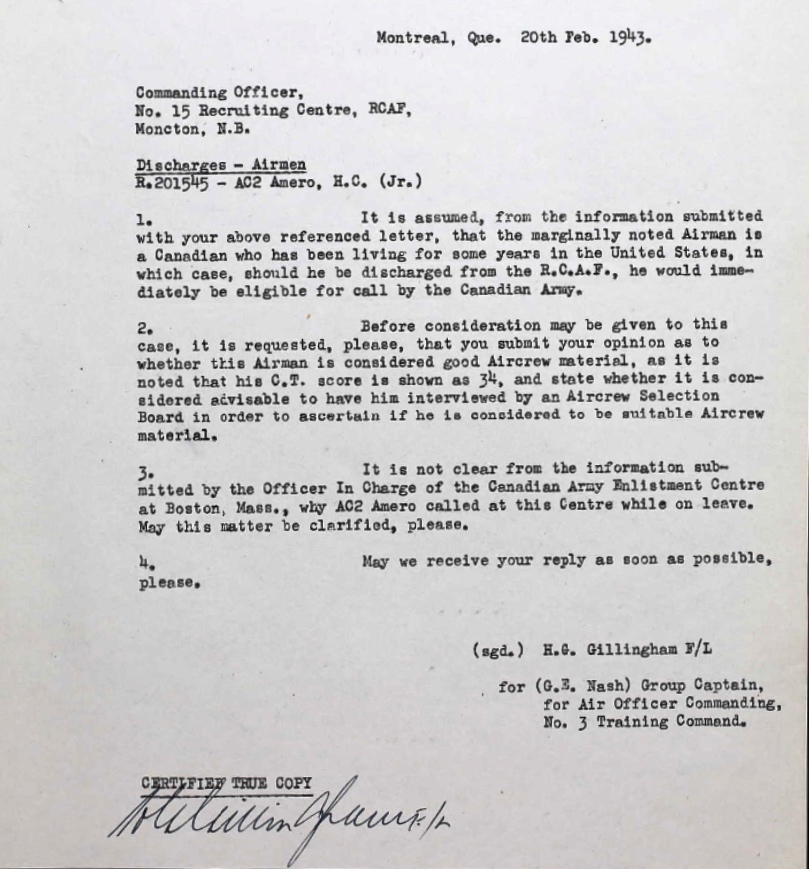 Montreal, Que. 20th Feb. 1943.
Commanding Officer,
No. 15 Recruiting Centre, RCAF,
Moncton, N.B.
Discharges - Airmen
R.201545 - AC2 Amero, H.C. (Jr.)
1. It is assumed, from the information submitted
with your above referenced letter, that the marginally noted Airman is
a Canadian who has been living for some years in the United States, in
which case, should he be discharged from the R.C.A.F., he would imme-
diately be eligible for call by the Canadian Army.
2. Before consideration may be given to this
case, it is requested, please, that you submit your opinion as to
whether this Airman is considered good Aircrew material, as it is
noted that his C.T. score is shown as 34, and state whether it is con-
sidered advisable to have him interviewed by an Aircrew Selection
Board in order to ascertain if he is considered to be suitable Aircrew
material.
3. It is not clear from the information sub-
mitted by the Officer In Charge of the Canadian Army Enlistment Centre
at Boston, Mass., why AC2 Amero called at this Centre while on leave.
May this matter be clarified, please.
4. May we receive your reply as soon as possible,
please.
(sgd.) H.G. Gillingham F/L
for (G.E. Nash) Group Captain,
for Air Officer Commanding,
No. 3 Training Command.
CERTIFIEF TRUE COPY
F/L